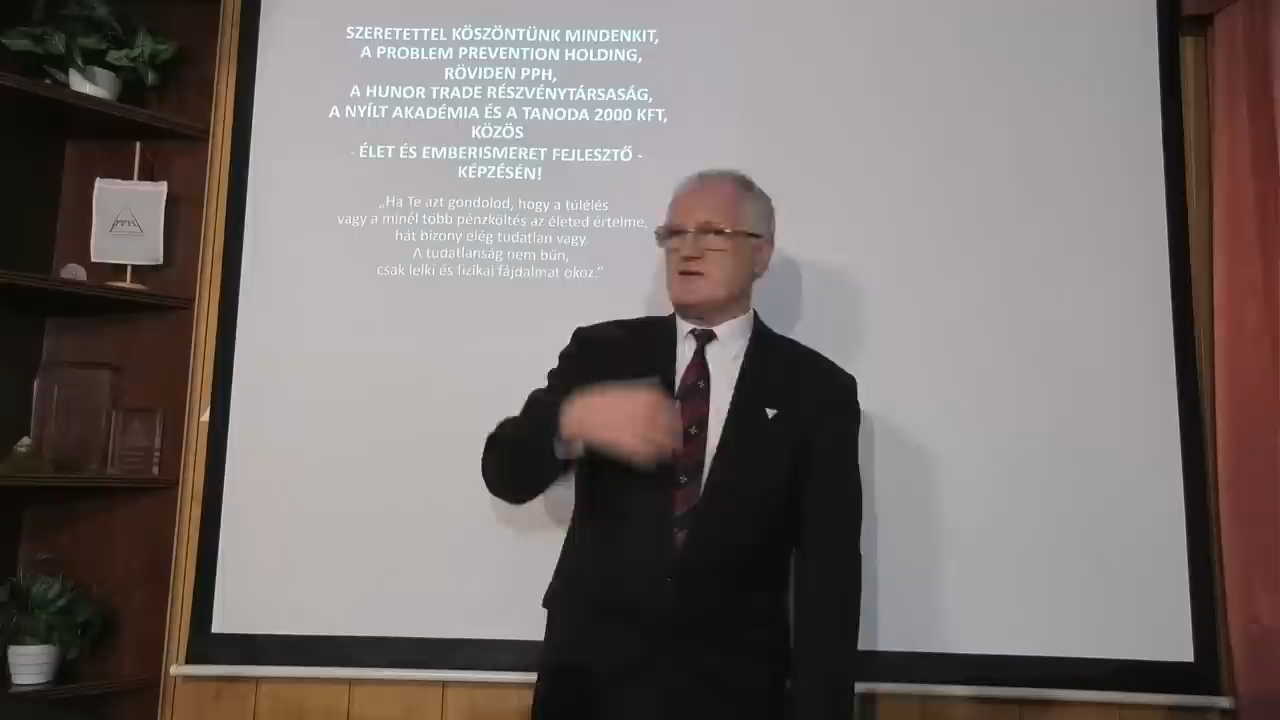 SZERETETTEL KÖSZÖNTÜNK MINDENKIT,
A PROBLEM PREVENTION HOLDING,
RÖVIDEN PPH,
A HUNOR TRADE RÉSZVÉNYTÁRSASÁG,
A NYÍLT AKADÉMIA ÉS A TANODA 2000 KFT,
KÖZÖS
- ÉLET ÉS EMBERISMERET FEJLESZTŐ -
KÉPZÉSÉN!
„Ha Te azt gondolod, hogy a túlélés
vagy a minél több pénzköltés az életed értelme,
hát bizony elég tudatlan vagy.
A tudatlanság nem bűn,
csak lelki és fizikai fájdalmat okoz.”